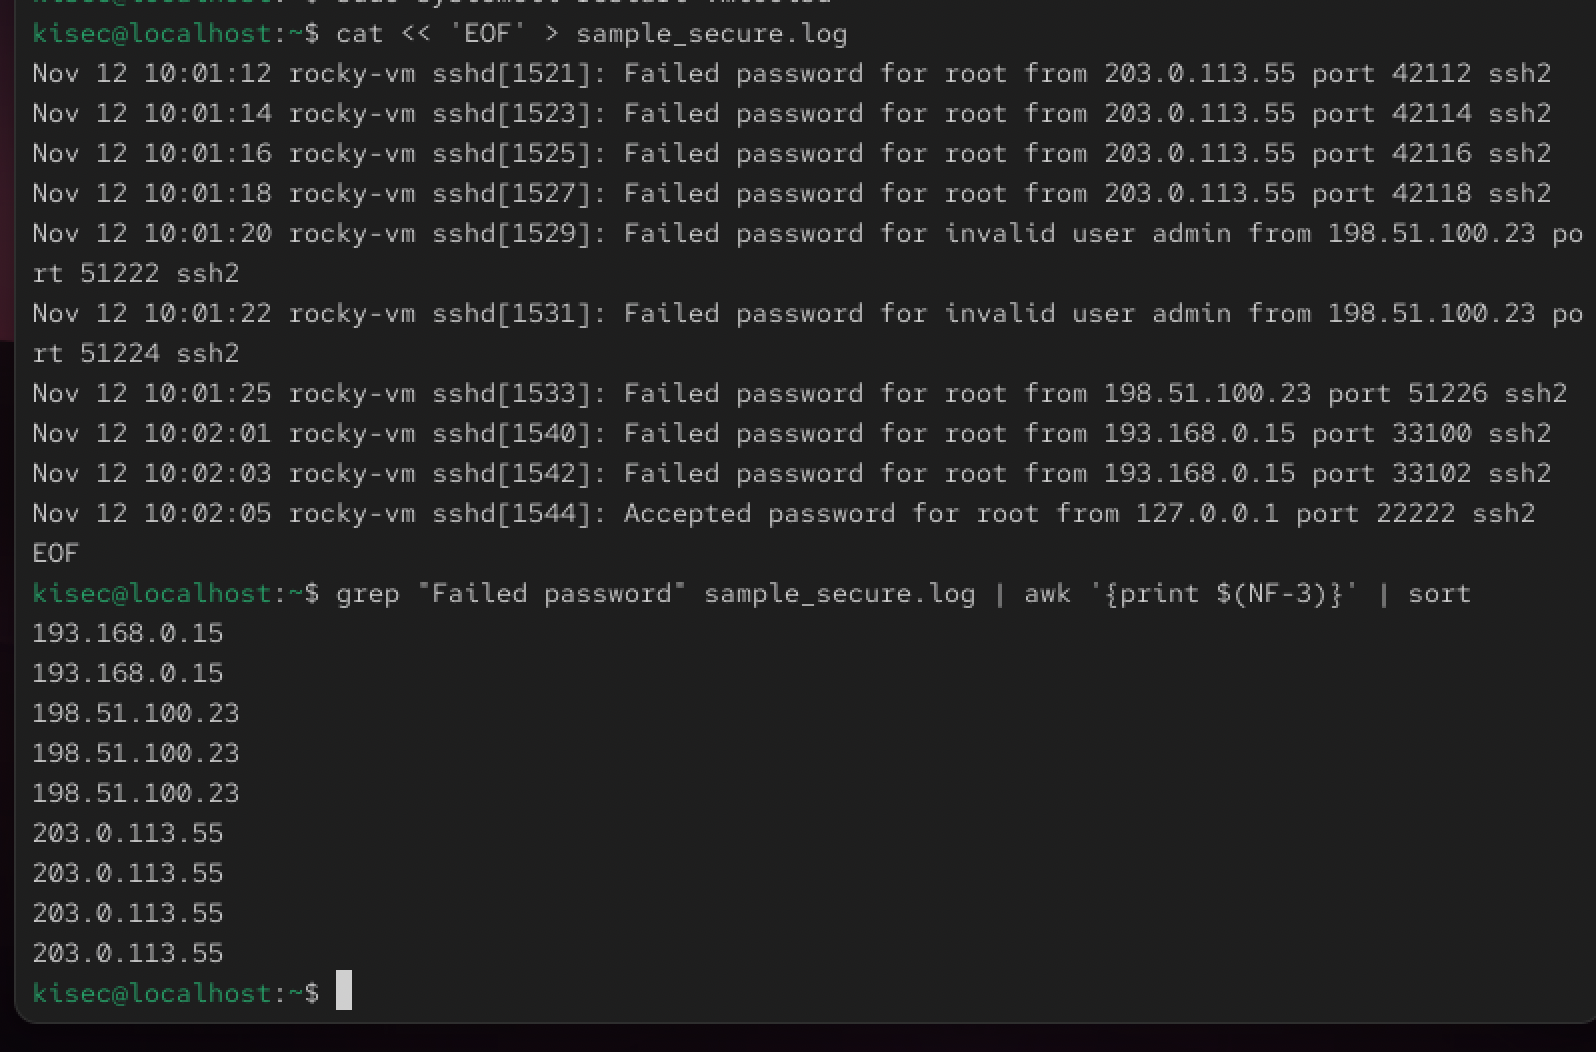 kisec@localhost:~$ cat << 'EOF' > sample_secure.log
Nov 12 10:01:12 rocky-vm sshd[1521]: Failed password for root from 203.0.113.55 port 42112 ssh2
Nov 12 10:01:14 rocky-vm sshd[1523]: Failed password for root from 203.0.113.55 port 42114 ssh2
Nov 12 10:01:16 rocky-vm sshd[1525]: Failed password for root from 203.0.113.55 port 42116 ssh2
Nov 12 10:01:18 rocky-vm sshd[1527]: Failed password for root from 203.0.113.55 port 42118 ssh2
Nov 12 10:01:20 rocky-vm sshd[1529]: Failed password for invalid user admin from 198.51.100.23 po
rt 51222 ssh2
Nov 12 10:01:22 rocky-vm sshd[1531]: Failed password for invalid user admin from 198.51.100.23 po
rt 51224 ssh2
Nov 12 10:01:25 rocky-vm sshd[1533]: Failed password for root from 198.51.100.23 port 51226 ssh2
Nov 12 10:02:01 rocky-vm sshd[1540]: Failed password for root from 193.168.0.15 port 33100 ssh2
Nov 12 10:02:03 rocky-vm sshd[1542]: Failed password for root from 193.168.0.15 port 33102 ssh2
Nov 12 10:02:05 rocky-vm sshd[1544]: Accepted password for root from 127.0.0.1 port 22222 ssh2
EOF
kisec@localhost:~$ grep "Failed password" sample_secure.log | awk '{print $(NF-3)}' | sort
193.168.0.15
193.168.0.15
198.51.100.23
198.51.100.23
198.51.100.23
203.0.113.55
203.0.113.55
203.0.113.55
203.0.113.55
kisec@localhost:~$